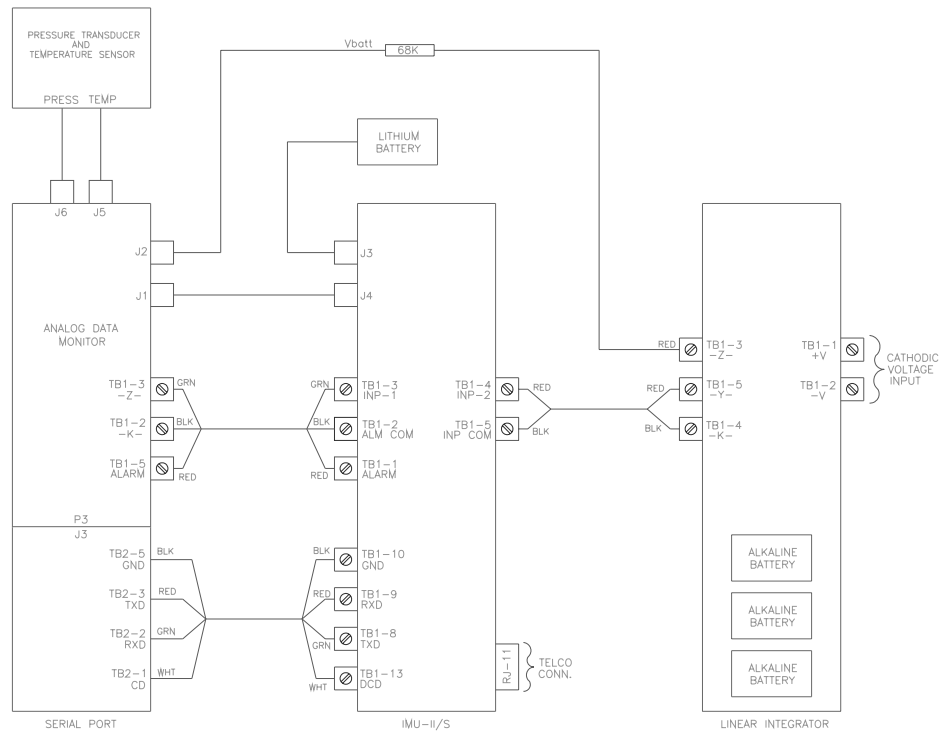 PRESSURE TRANSDUCER
AND
TEMPERATURE SENSOR
PRESS TEMP
Vbatt
68K
LITHIUM
BATTERY
J6
J5
J2
J1
ANALOG DATA
MONITOR
TB1-3
-Z-
GRN
TB1-2
-K-
BLK
TB1-5
ALARM
RED
P3
J3
TB2-5
GND
BLK
TB2-3
TXD
RED
TB2-2
RXD
GRN
TB2-1
CD
WHT
SERIAL PORT
J3
J4
GRN
TB1-3
INP-1
BLK
TB1-2
ALM COM
RED
TB1-1
ALARM
BLK
TB1-10
GND
RED
TB1-9
RXD
GRN
TB1-8
TXD
WHT
TB1-13
DCD
TB1-4
INP-2
RED
TB1-5
INP COM
BLK
RJ-11
TELCO
CONN.
IMU-II/S
RED
TB1-3
-Z-
RED
TB1-5
-Y-
BLK
TB1-4
-K-
TB1-1
+V
TB1-2
-V
CATHODIC
VOLTAGE
INPUT
ALKALINE
BATTERY
ALKALINE
BATTERY
ALKALINE
BATTERY
LINEAR INTEGRATOR